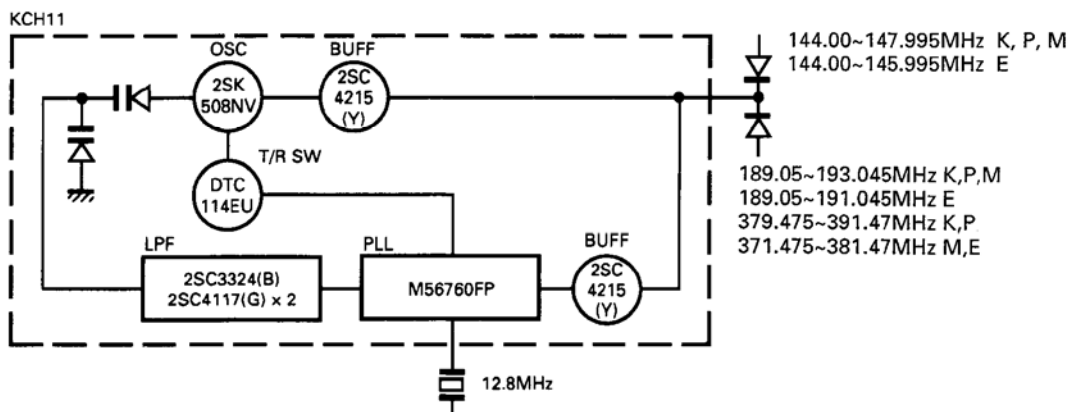 KCH11
OSC
2SK
508NV
BUFF
2SC
4215
(Y)
144.00~147.995MHz K, P, M
144.00~145.995MHz E
T/R SW
DTC
114EU
189.05~193.045MHz K,P,M
189.05~191.045MHz E
379.475~391.47MHz K,P
371.475~381.47MHz M,E
LPF
2SC3324(B)
2SC4117(G) × 2
PLL
M56760FP
BUFF
2SC
4215
(Y)
12.8MHz